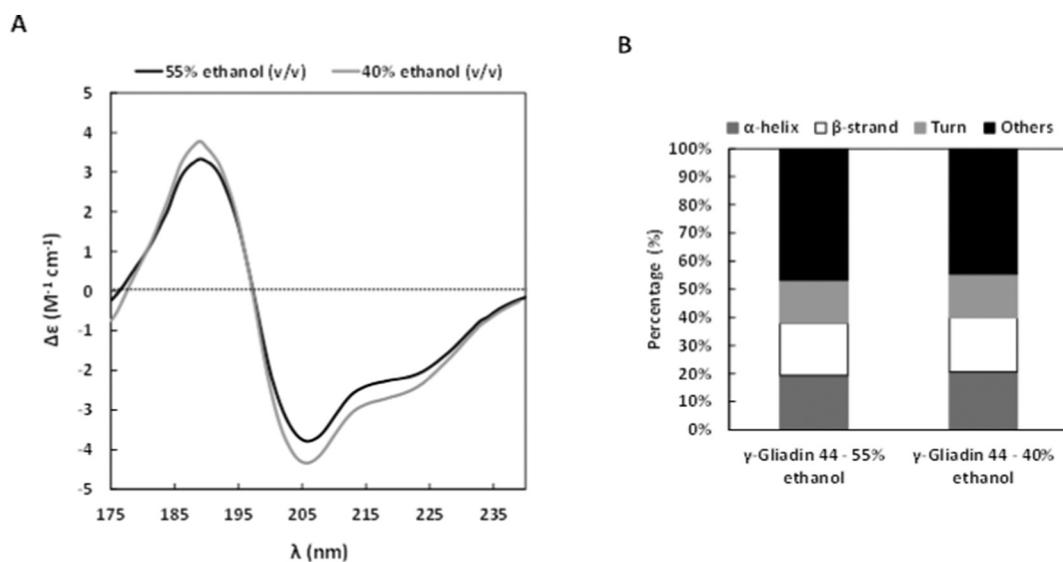 A
55% ethanol (v/v) 40% ethanol (v/v)
5
4
3
2
1
0
-1
-2
-3
-4
-5
Δε (M⁻¹ cm⁻¹)
175 185 195 205 215 225 235
λ (nm)
B
α-helix β-strand Turn Others
100%
90%
80%
70%
60%
50%
40%
30%
20%
10%
0%
Percentage (%)
γ-Gliadin 44 - 55% γ-Gliadin 44 - 40%
ethanol ethanol